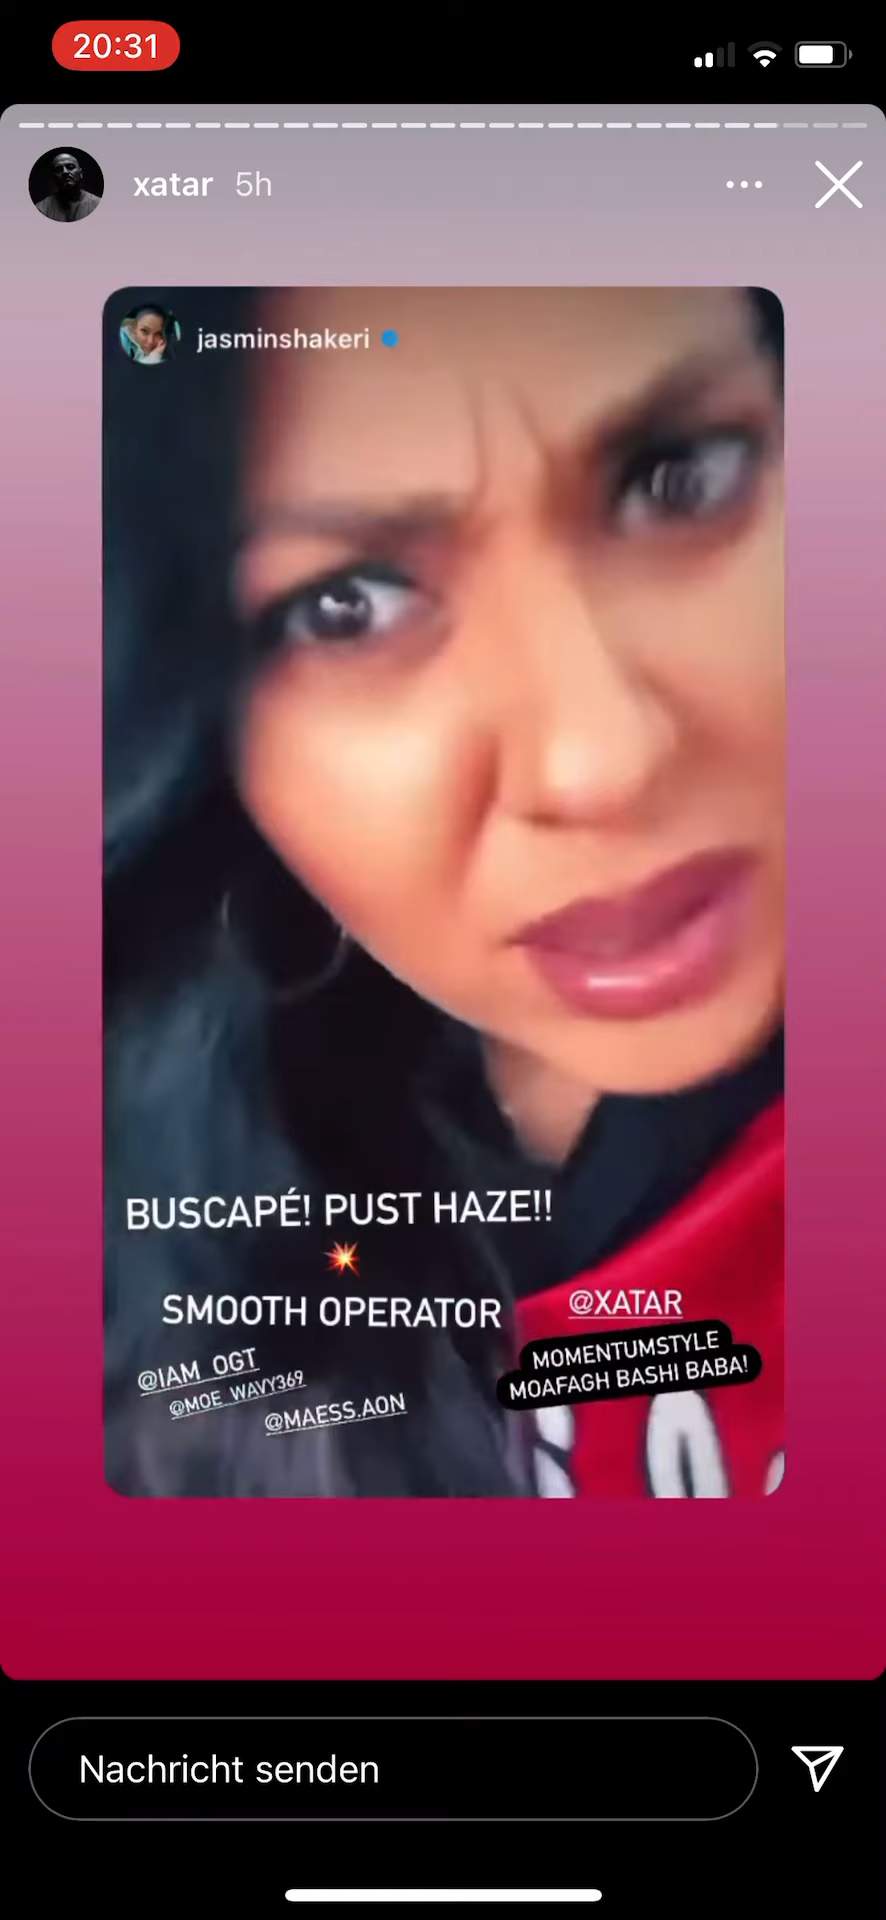 20:31
xatar 5h
jasminshakeri
BUSCAPÉ! PUST HAZE!!
SMOOTH OPERATOR
@XATAR
MOMENTUMSTYLE
MOAFAGH BASHI BABA!
@IAM_OGT
@MOE_WAVY369
@MAESS.AON
Nachricht senden